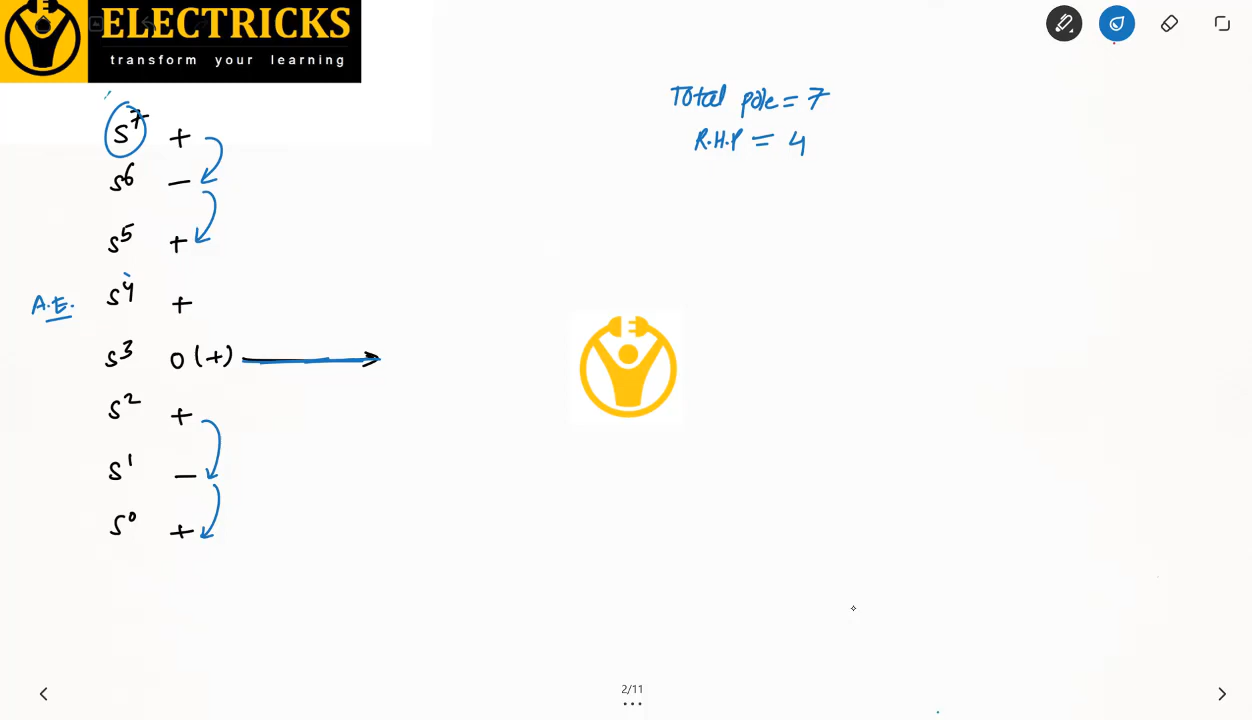 ELECTRICKS
transform your learning
Total pole = 7
R.H.P = 4
s⁷ +
s⁶ −
s⁵ +
A.E. s⁴ +
s³ 0 (+)
s² +
s¹ −
s⁰ +
2/11